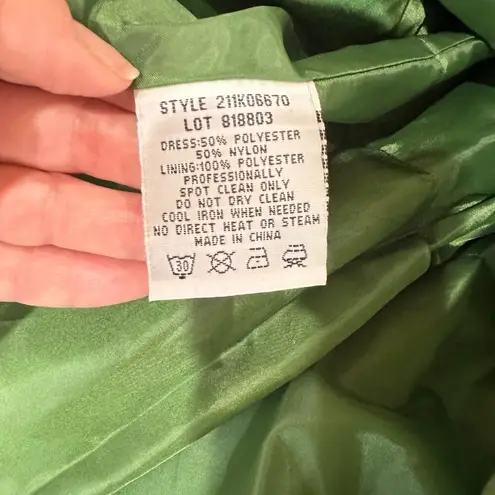 STYLE 211K06670
LOT 818803
DRESS:50% POLYESTER
50% NYLON
LINING:100% POLYESTER
PROFESSIONALLY
SPOT CLEAN ONLY
DO NOT DRY CLEAN
COOL IRON WHEN NEEDED
NO DIRECT HEAT OR STEAM
MADE IN CHINA
30